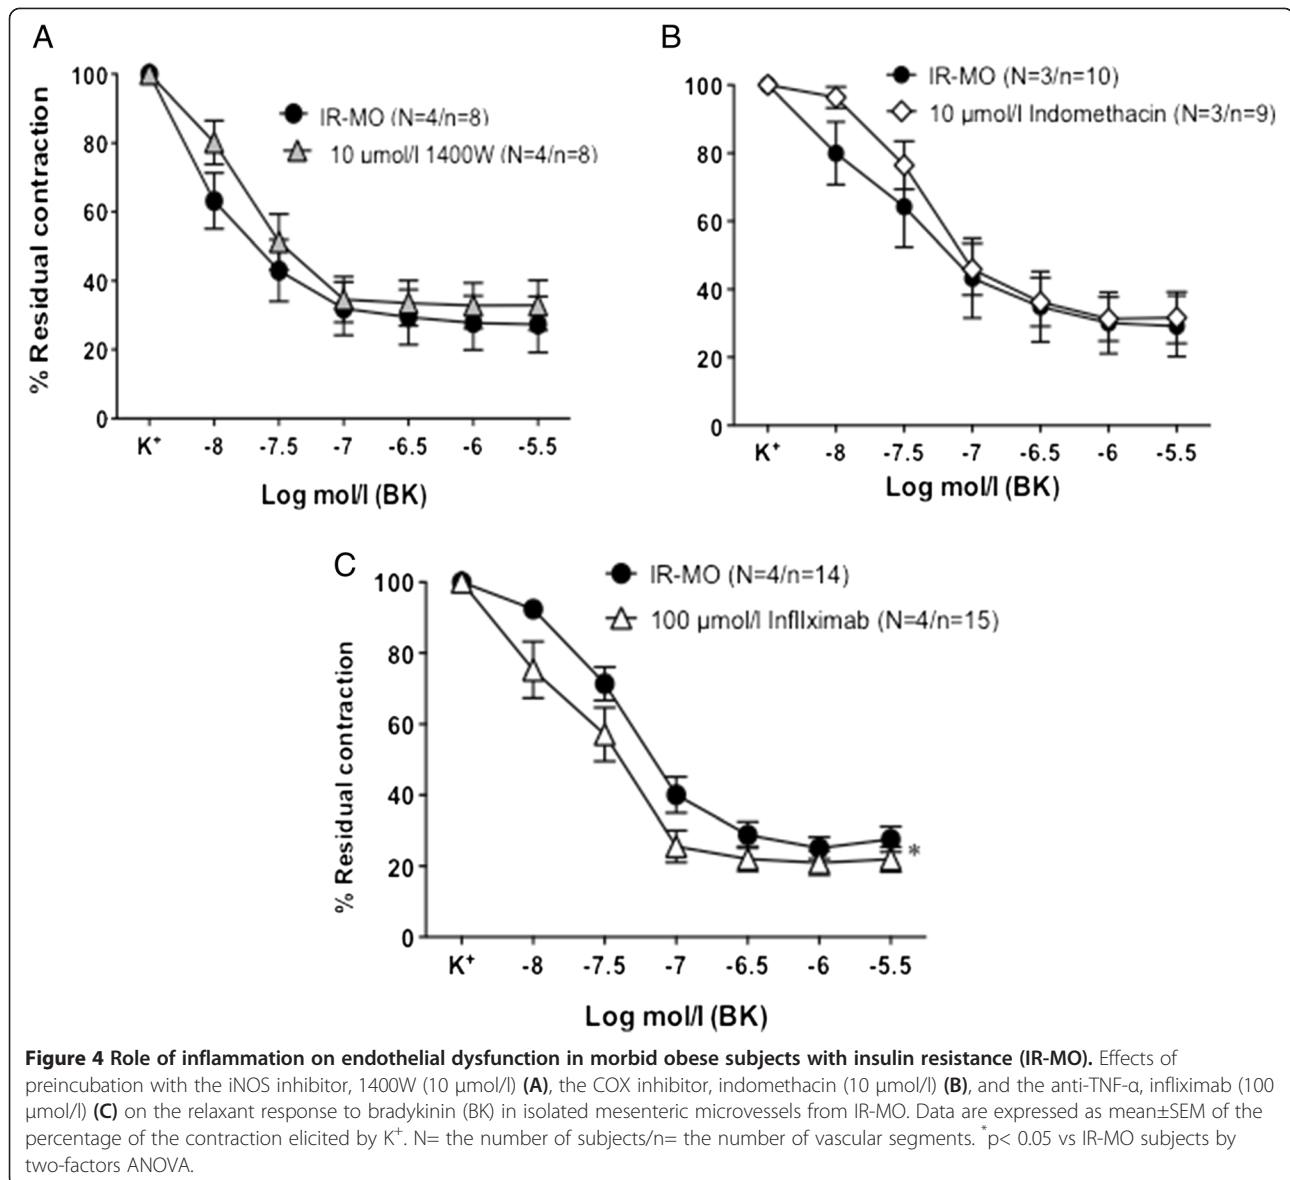 A
% Residual contraction
100
80
60
40
20
0
IR-MO (N=4/n=8)
10 µmol/l 1400W (N=4/n=8)
K⁺ -8 -7.5 -7 -6.5 -6 -5.5
Log mol/l (BK)
B
100
80
60
40
20
0
IR-MO (N=3/n=10)
10 µmol/l Indomethacin (N=3/n=9)
K⁺ -8 -7.5 -7 -6.5 -6 -5.5
Log mol/l (BK)
C
% Residual contraction
100
80
60
40
20
0
IR-MO (N=4/n=14)
100 µmol/l InflIximab (N=4/n=15)
*
K⁺ -8 -7.5 -7 -6.5 -6 -5.5
Log mol/l (BK)
Figure 4 Role of inflammation on endothelial dysfunction in morbid obese subjects with insulin resistance (IR-MO). Effects of
preincubation with the iNOS inhibitor, 1400W (10 µmol/l) (A), the COX inhibitor, indomethacin (10 µmol/l) (B), and the anti-TNF-α, infliximab (100
µmol/l) (C) on the relaxant response to bradykinin (BK) in isolated mesenteric microvessels from IR-MO. Data are expressed as mean±SEM of the
percentage of the contraction elicited by K⁺. N= the number of subjects/n= the number of vascular segments. *p< 0.05 vs IR-MO subjects by
two-factors ANOVA.